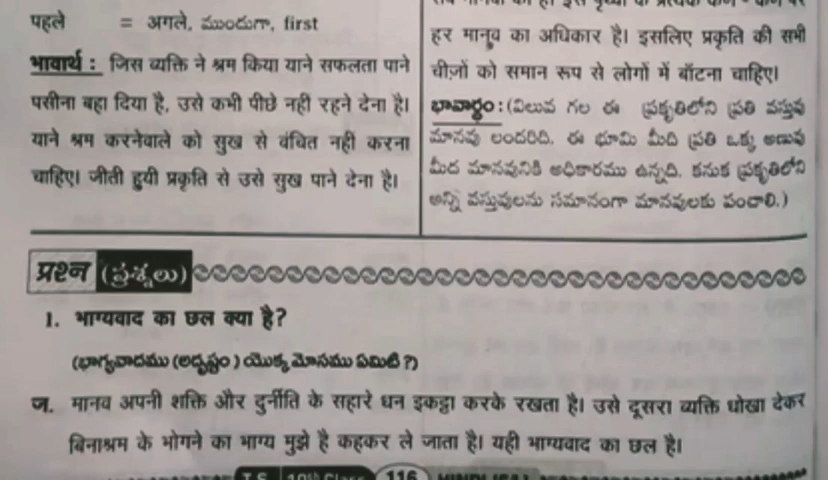 पहले = अगले, ముందుగా, first
भावार्थ : जिस व्यक्ति ने श्रम किया याने सफलता पाने
पसीना बहा दिया है, उसे कभी पीछे नहीं रहने देना है।
याने श्रम करनेवाले को सुख से वंचित नही करना
चाहिए। जीती हुयी प्रकृति से उसे सुख पाने देना है।
हर मानुव का अधिकार है। इसलिए प्रकृति की सभी
चीज़ों को समान रूप से लोगों में बाँटना चाहिए।
భావార్థం : (విలువ గల ఈ ప్రకృతిలోని ప్రతి వస్తువు
మానవు లందరిది. ఈ భూమి మీది ప్రతి ఒక్క అణువు
మీద మానవునికి అధికారము ఉన్నది. కనుక ప్రకృతిలోని
అన్ని వస్తువులను సమానంగా మానవులకు పంచాలి.)
प्रश्न (ప్రశ్నలు)
1. भाग्यवाद का छल क्या है?
(భాగ్యవాదము (అదృష్టం ) యొక్క మోసము ఏమిటి ?)
ज. मानव अपनी शक्ति और दुर्नीति के सहारे धन इकट्ठा करके रखता है। उसे दूसरा व्यक्ति धोखा देकर
बिनाश्रम के भोगने का भाग्य मुझे है कहकर ले जाता है। यही भाग्यवाद का छल है।
T.S. 10th Class 116